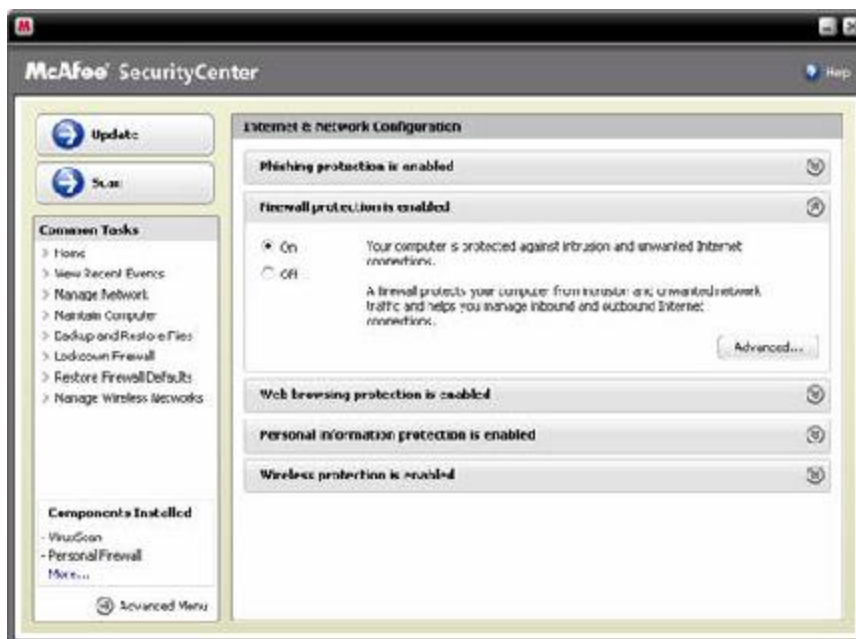 McAfee SecurityCenter
Help
Update
Scan
Common Tasks
Home
View Recent Events
Manage Network
Maintain Computer
Backup and Restore Files
Lockdown Firewall
Restore Firewall Defaults
Manage Wireless Networks
Components Installed
- VirusScan
- Personal Firewall
More...
Advanced Menu
Internet & Network Configuration
Phishing protection is enabled
Firewall protection is enabled
On
Off
Your computer is protected against intrusion and unwanted Internet
connections.
A firewall protects your computer from intrusion and unwanted network
traffic and helps you manage inbound and outbound Internet
connections.
Advanced...
Web browsing protection is enabled
Personal information protection is enabled
Wireless protection is enabled